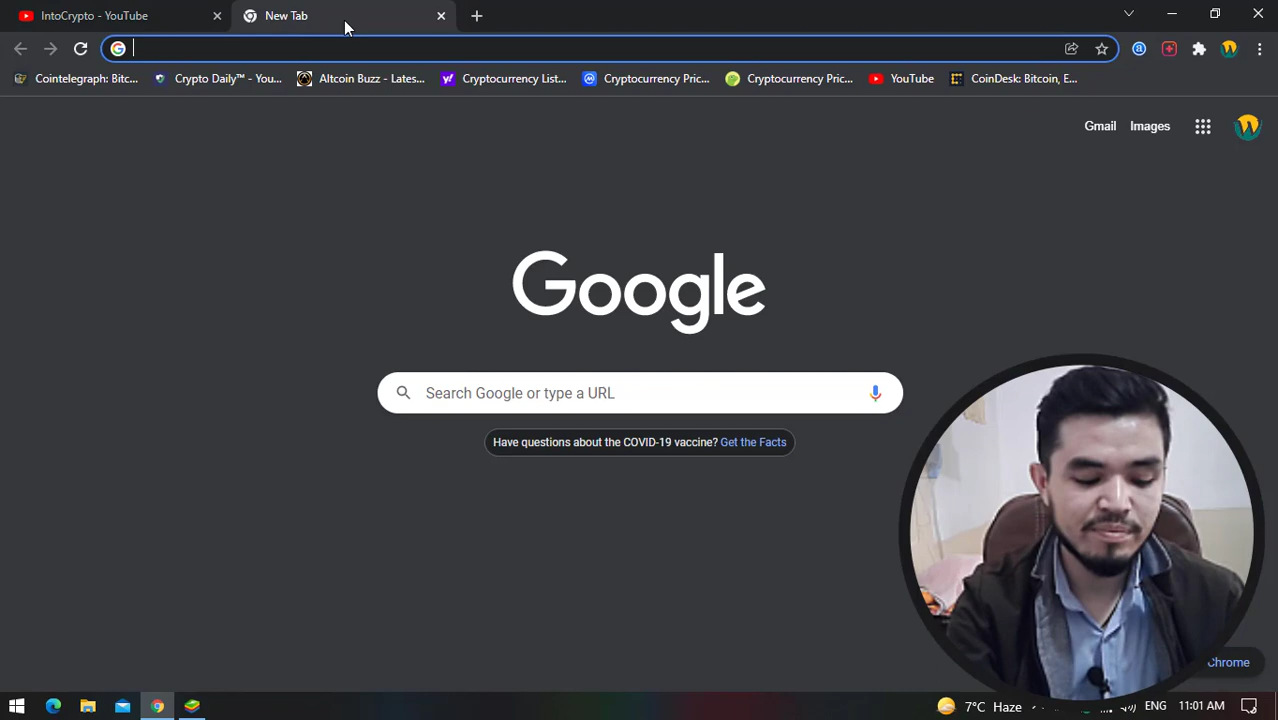 IntoCrypto - YouTube
New Tab
Cointelegraph: Bitc...
Crypto Daily™ - You...
Altcoin Buzz - Lates...
Cryptocurrency List...
Cryptocurrency Pric...
Cryptocurrency Pric...
YouTube
CoinDesk: Bitcoin, E...
Gmail
Images
Google
Search Google or type a URL
Have questions about the COVID-19 vaccine? Get the Facts
Chrome
7°C Haze
ENG
11:01 AM